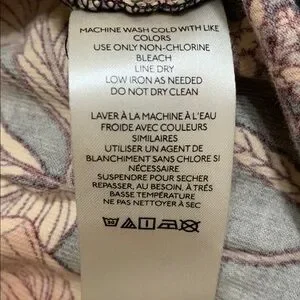 MACHINE WASH COLD WITH LIKE
COLORS
USE ONLY NON-CHLORINE
BLEACH
LINE DRY
LOW IRON AS NEEDED
DO NOT DRY CLEAN
LAVER À LA MACHINE À L'EAU
FROIDE AVEC COULEURS
SIMILAIRES
UTILISER UN AGENT DE
BLANCHIMENT SANS CHLORE SI
NÉCESSAIRE
SUSPENDRE POUR SECHER
REPASSER, AU BESOIN, À TRÉS
BASSE TEMPÉRATURE
NE PAS NETTOYER À SEC